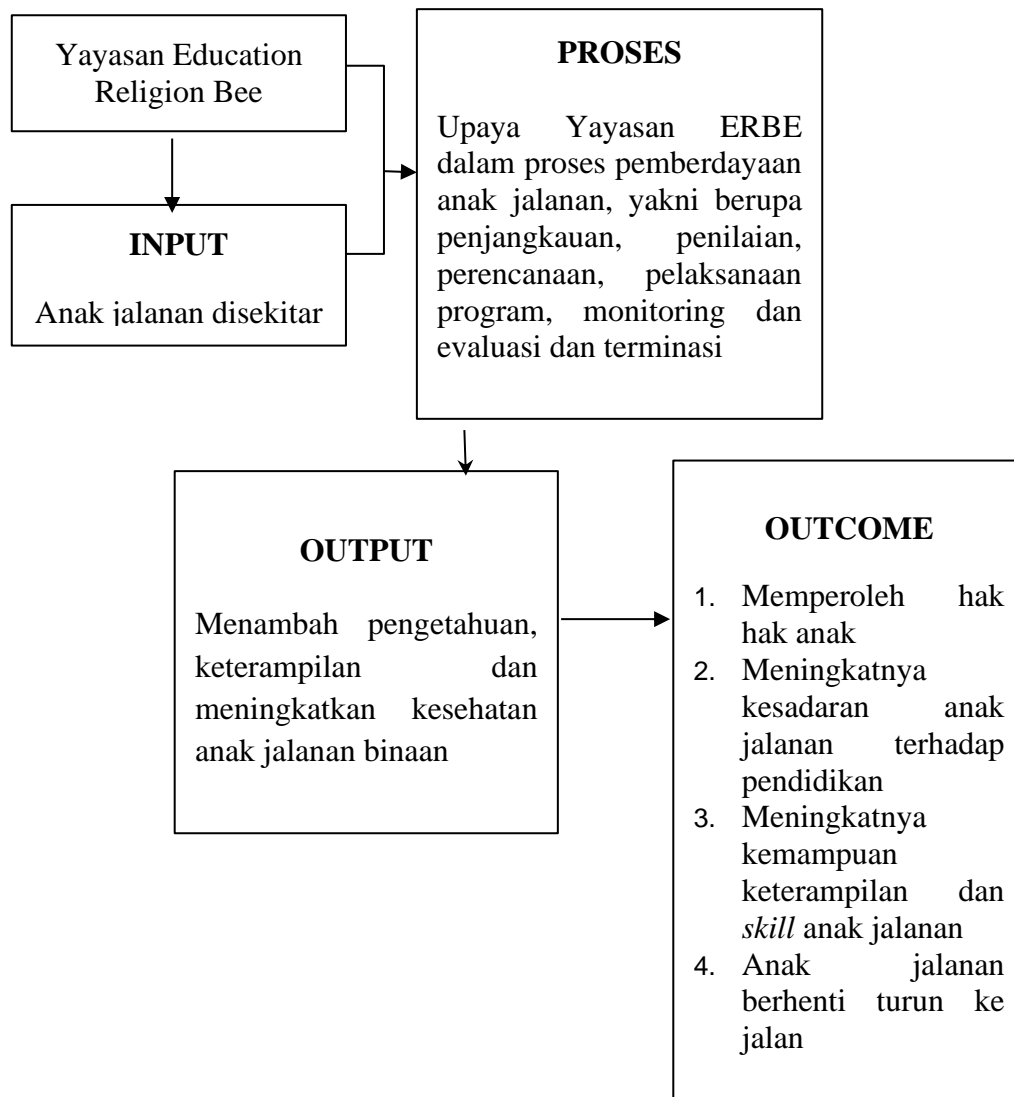 Yayasan Education
Religion Bee
INPUT
Anak jalanan disekitar
PROSES
Upaya Yayasan ERBE
dalam proses pemberdayaan
anak jalanan, yakni berupa
penjangkauan, penilaian,
perencanaan, pelaksanaan
program, monitoring dan
evaluasi dan terminasi
OUTPUT
Menambah pengetahuan,
keterampilan dan
meningkatkan kesehatan
anak jalanan binaan
OUTCOME
1. Memperoleh hak
hak anak
2. Meningkatnya
kesadaran anak
jalanan terhadap
pendidikan
3. Meningkatnya
kemampuan
keterampilan dan
skill anak jalanan
4. Anak jalanan
berhenti turun ke
jalan